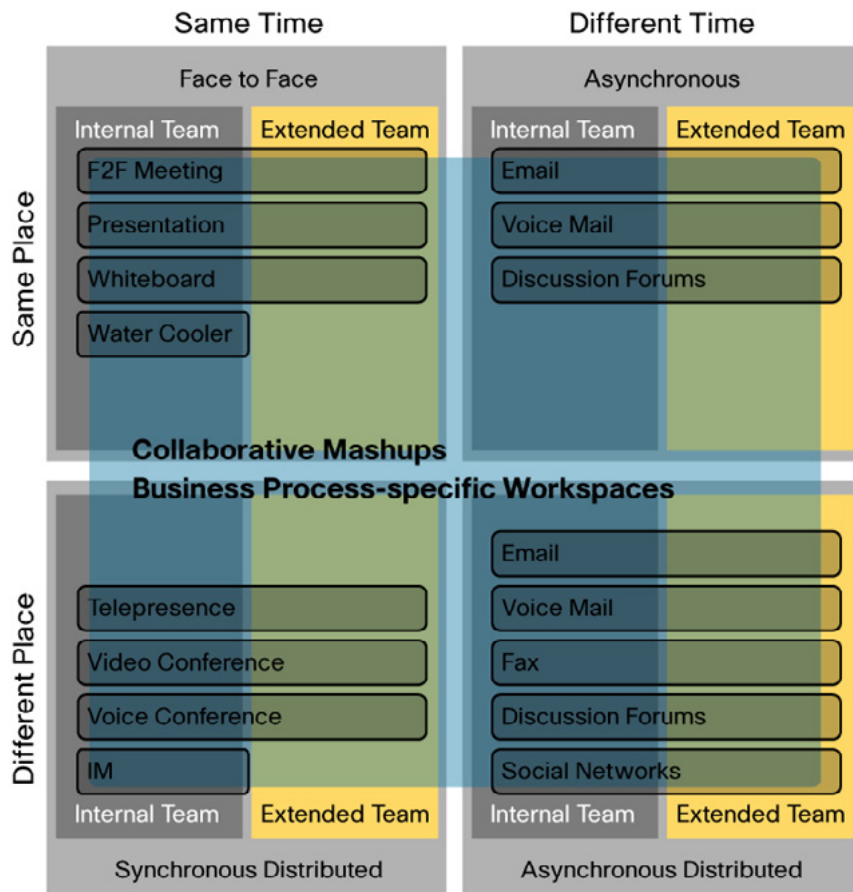 Same Time
Different Time
Same Place
Face to Face
Internal Team
Extended Team
F2F Meeting
Presentation
Whiteboard
Water Cooler
Asynchronous
Internal Team
Extended Team
Email
Voice Mail
Discussion Forums
Collaborative Mashups
Business Process-specific Workspaces
Different Place
Telepresence
Video Conference
Voice Conference
IM
Internal Team
Extended Team
Synchronous Distributed
Email
Voice Mail
Fax
Discussion Forums
Social Networks
Internal Team
Extended Team
Asynchronous Distributed